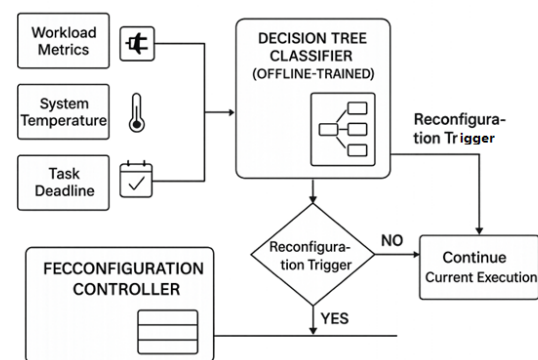 Workload
Metrics
System
Temperature
Task
Deadline
DECISION TREE
CLASSIFIER
(OFFLINE-TRAINED)
Reconfigura-
tion Trigger
Reconfigura-
tion Trigger
NO
Continue
Current Execution
YES
FECCONFIGURATION
CONTROLLER